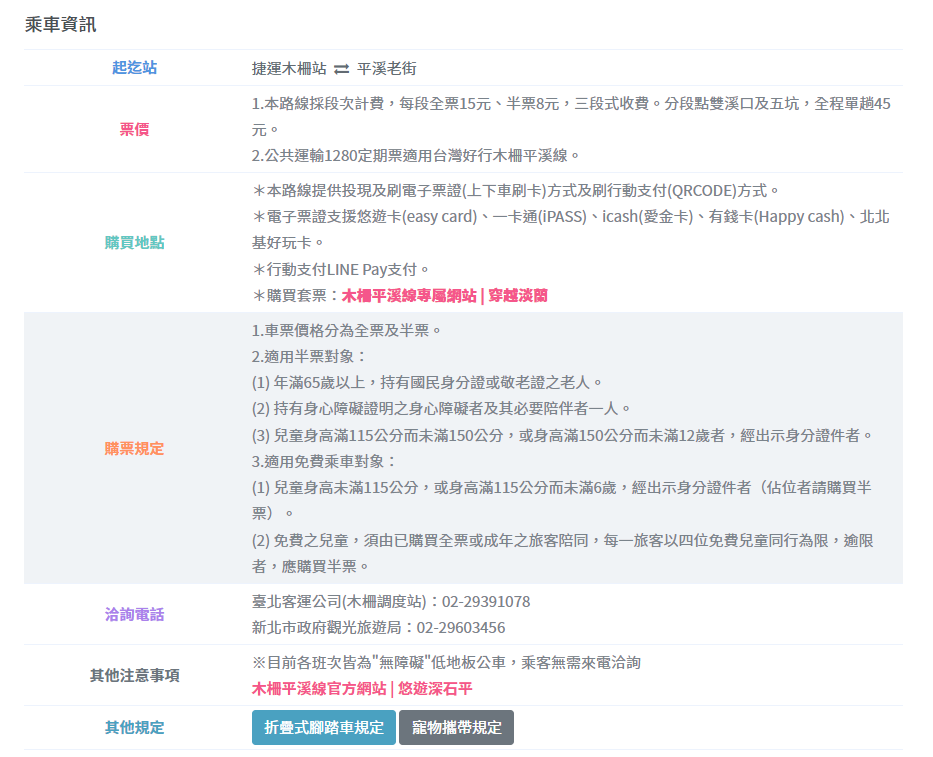 乘車資訊
起迄站
捷運木柵站 ⇄ 平溪老街
票價
1.本路線採段次計費，每段全票15元、半票8元，三段式收費。分段點雙溪口及五坑，全程單趟45
元。
2.公共運輸1280定期票適用台灣好行木柵平溪線。
購買地點
＊本路線提供投現及刷電子票證(上下車刷卡)方式及刷行動支付(QRCODE)方式。
＊電子票證支援悠遊卡(easy card)、一卡通(iPASS)、icash(愛金卡)、有錢卡(Happy cash)、北北
基好玩卡。
＊行動支付LINE Pay支付。
＊購買套票：木柵平溪線專屬網站 | 穿越淡蘭
購票規定
1.車票價格分為全票及半票。
2.適用半票對象：
(1) 年滿65歲以上，持有國民身分證或敬老證之老人。
(2) 持有身心障礙證明之身心障礙者及其必要陪伴者一人。
(3) 兒童身高滿115公分而未滿150公分，或身高滿150公分而未滿12歲者，經出示身分證件者。
3.適用免費乘車對象：
(1) 兒童身高未滿115公分，或身高滿115公分而未滿6歲，經出示身分證件者（佔位者請購買半
票）。
(2) 免費之兒童，須由已購買全票或成年之旅客陪同，每一旅客以四位免費兒童同行為限，逾限
者，應購買半票。
洽詢電話
臺北客運公司(木柵調度站)：02-29391078
新北市政府觀光旅遊局：02-29603456
其他注意事項
※目前各班次皆為"無障礙"低地板公車，乘客無需來電洽詢
木柵平溪線官方網站 | 悠遊深石平
其他規定
折疊式腳踏車規定 寵物攜帶規定